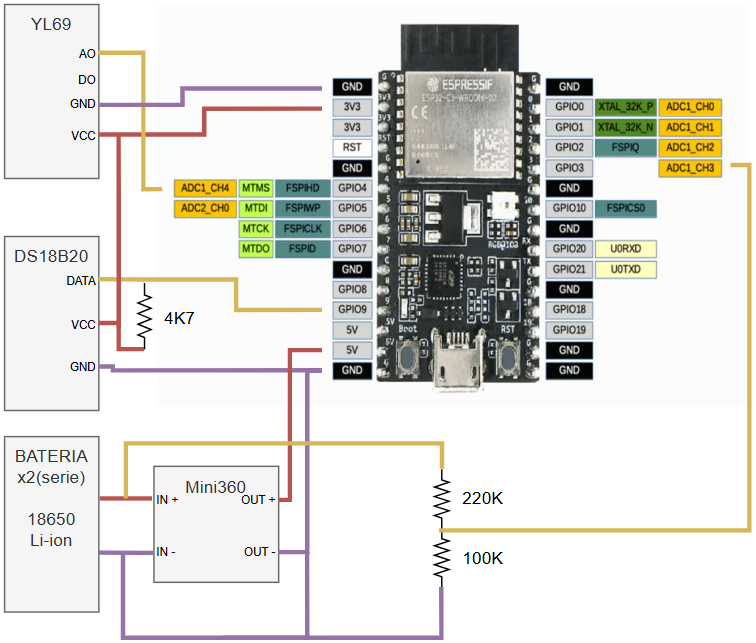 YL69
AO
DO
GND
VCC
DS18B20
DATA
4K7
VCC
GND
BATERIA
x2(serie)
18650
Li-ion
Mini360
IN +
OUT +
IN -
OUT -
220K
100K
GND
3V3
3V3
RST
GND
ADC1_CH4 MTMS FSPIHD GPIO4
ADC2_CH0 MTDI FSPIWP GPIO5
MTCK FSPICLK GPIO6
MTDO FSPID GPIO7
GND
GPIO8
GPIO9
5V
5V
GND
ESPRESSIF
ESP32-C3-WROOM-02
CE
RGB@IO8
Boot
RST
GND
GPIO0 XTAL_32K_P ADC1_CH0
GPIO1 XTAL_32K_N ADC1_CH1
GPIO2 FSPIQ ADC1_CH2
GPIO3 ADC1_CH3
GND
GPIO10 FSPICS0
GND
GPIO20 U0RXD
GPIO21 U0TXD
GND
GPIO18
GPIO19
GND
GND